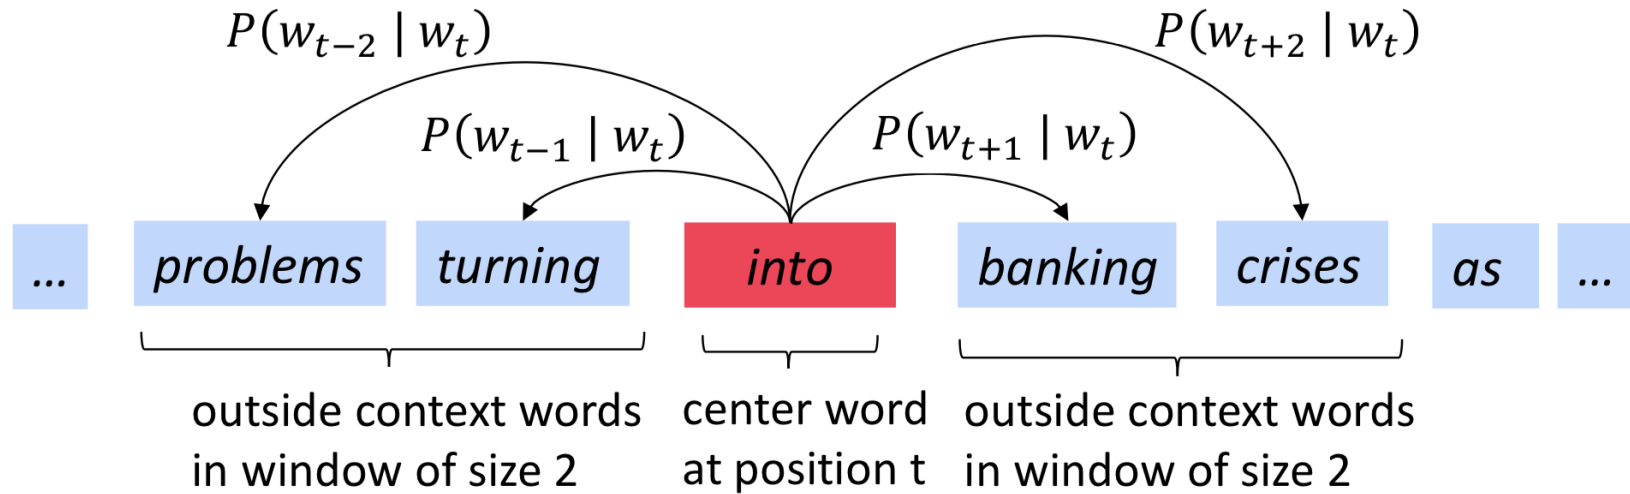 P(w_{t−2} | w_t) P(w_{t+2} | w_t)
P(w_{t−1} | w_t) P(w_{t+1} | w_t)
... problems turning into banking crises as ...
outside context words center word outside context words
in window of size 2 at position t in window of size 2